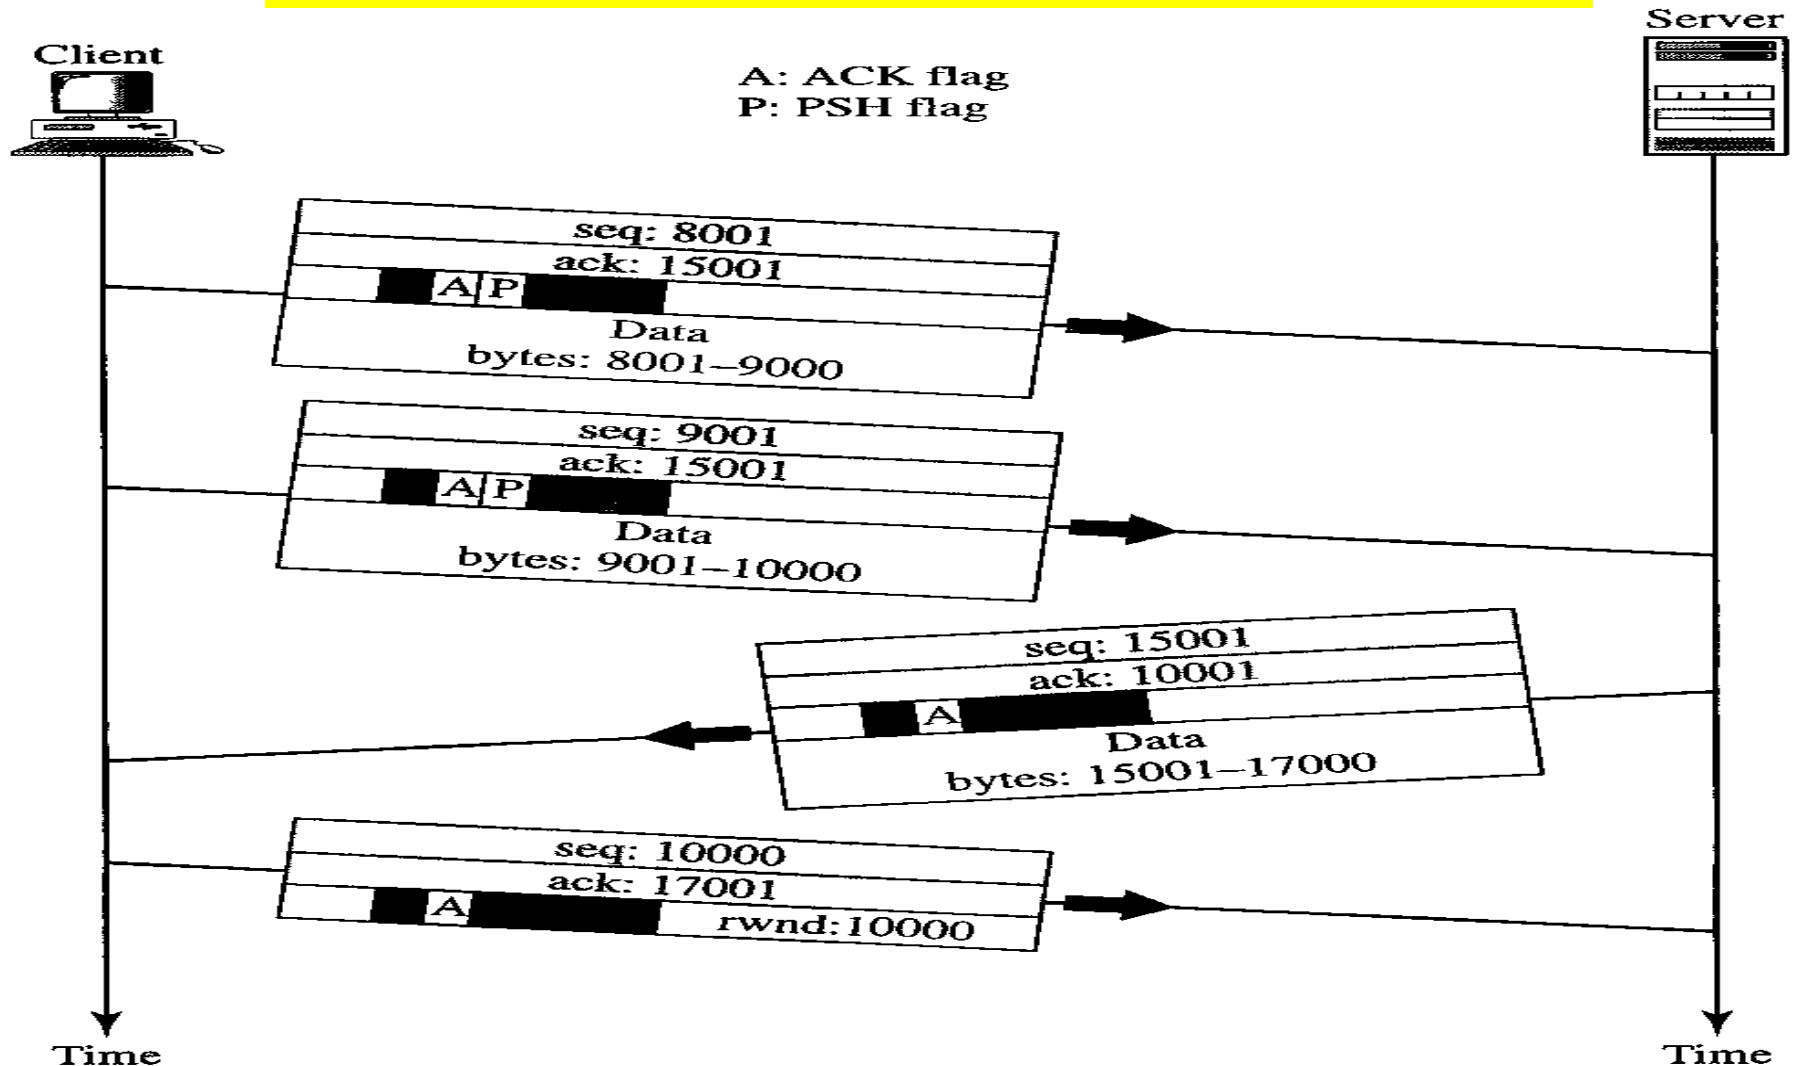 Server
Client
A: ACK flag
P: PSH flag
seq: 8001
ack: 15001
A P
Data
bytes: 8001–9000
seq: 9001
ack: 15001
A P
Data
bytes: 9001–10000
seq: 15001
ack: 10001
A
Data
bytes: 15001–17000
seq: 10000
ack: 17001
A rwnd:10000
Time Time